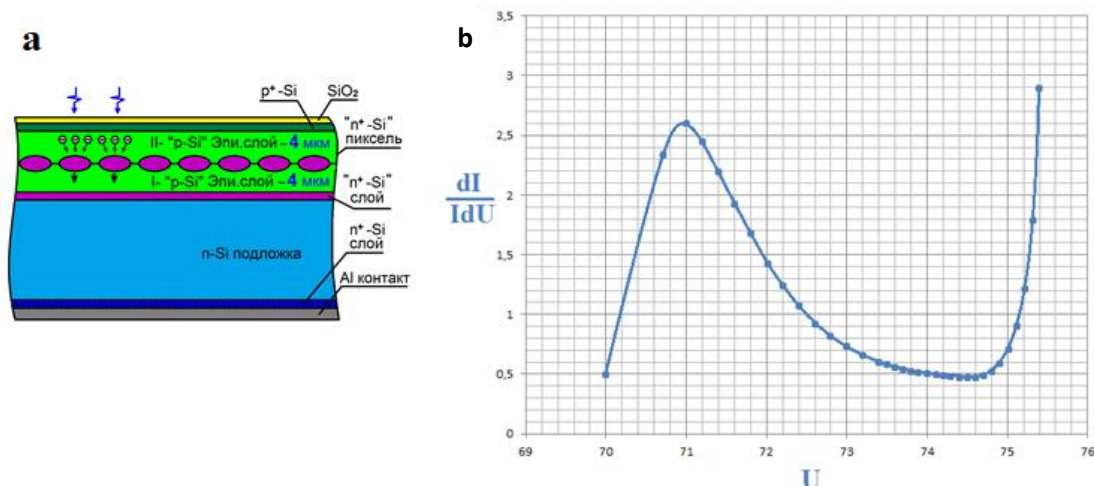 a
p⁺-Si
SiO₂
"n⁺-Si"
пиксель
II- "p-Si" Эпи.слой – 4 мкм
I- "p-Si" Эпи.слой – 4 мкм
"n⁺-Si"
слой
n⁺-Si
слой
n-Si подложка
Al контакт
b
3,5
3
2,5
2
1,5
1
0,5
0
dI
IdU
69
70
71
72
73
74
75
76
U